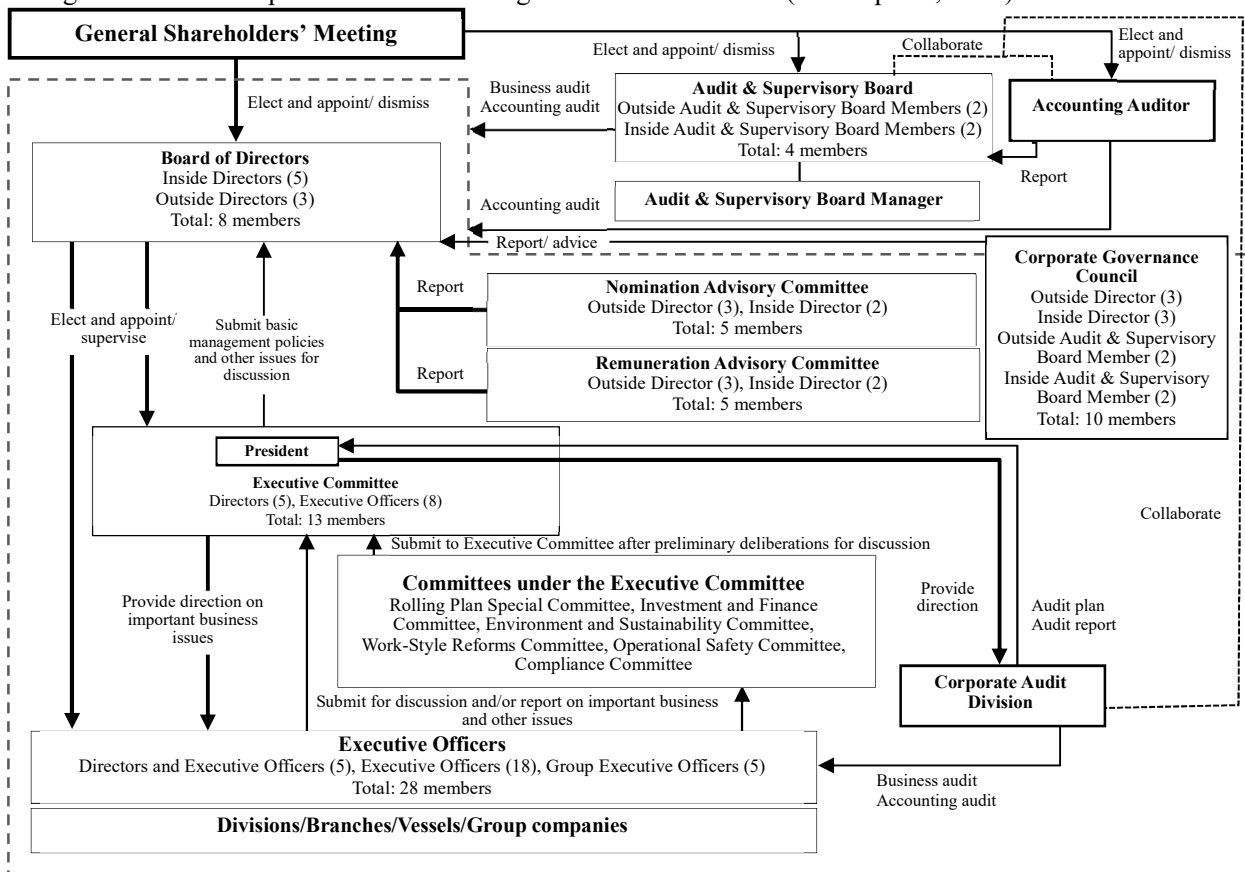 General Shareholders' Meeting
Elect and appoint/ dismiss
Collaborate
Elect and
appoint/ dismiss
Elect and appoint/ dismiss
Business audit
Accounting audit
Audit & Supervisory Board
Outside Audit & Supervisory Board Members (2)
Inside Audit & Supervisory Board Members (2)
Total: 4 members
Accounting Auditor
Board of Directors
Inside Directors (5)
Outside Directors (3)
Total: 8 members
Report
Accounting audit
Audit & Supervisory Board Manager
Report/ advice
Corporate Governance
Council
Outside Director (3)
Inside Director (3)
Outside Audit & Supervisory
Board Member (2)
Inside Audit & Supervisory
Board Member (2)
Total: 10 members
Report
Nomination Advisory Committee
Outside Director (3), Inside Director (2)
Total: 5 members
Elect and appoint/
supervise
Submit basic
management policies
and other issues for
discussion
Report
Remuneration Advisory Committee
Outside Director (3), Inside Director (2)
Total: 5 members
President
Executive Committee
Directors (5), Executive Officers (8)
Total: 13 members
Collaborate
Submit to Executive Committee after preliminary deliberations for discussion
Committees under the Executive Committee
Rolling Plan Special Committee, Investment and Finance
Committee, Environment and Sustainability Committee,
Work-Style Reforms Committee, Operational Safety Committee,
Compliance Committee
Provide direction on
important business
issues
Provide
direction
Audit plan
Audit report
Corporate Audit
Division
Submit for discussion and/or report on important business
and other issues
Executive Officers
Directors and Executive Officers (5), Executive Officers (18), Group Executive Officers (5)
Total: 28 members
Business audit
Accounting audit
Divisions/Branches/Vessels/Group companies